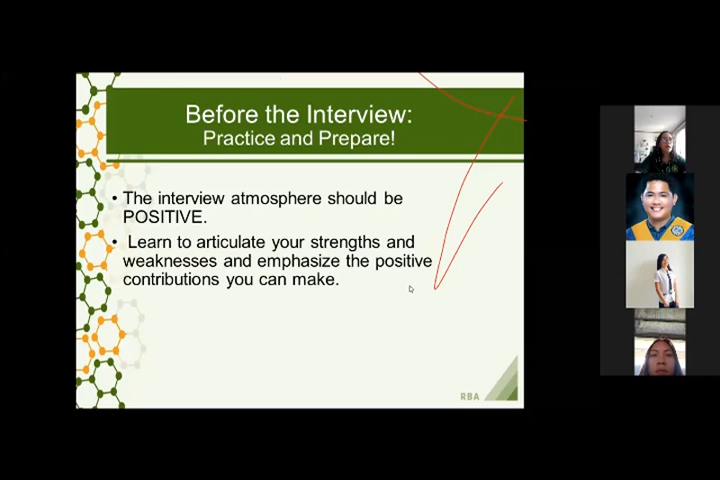 Before the Interview:
Practice and Prepare!
• The interview atmosphere should be
POSITIVE.
• Learn to articulate your strengths and
weaknesses and emphasize the positive
contributions you can make.
RBA